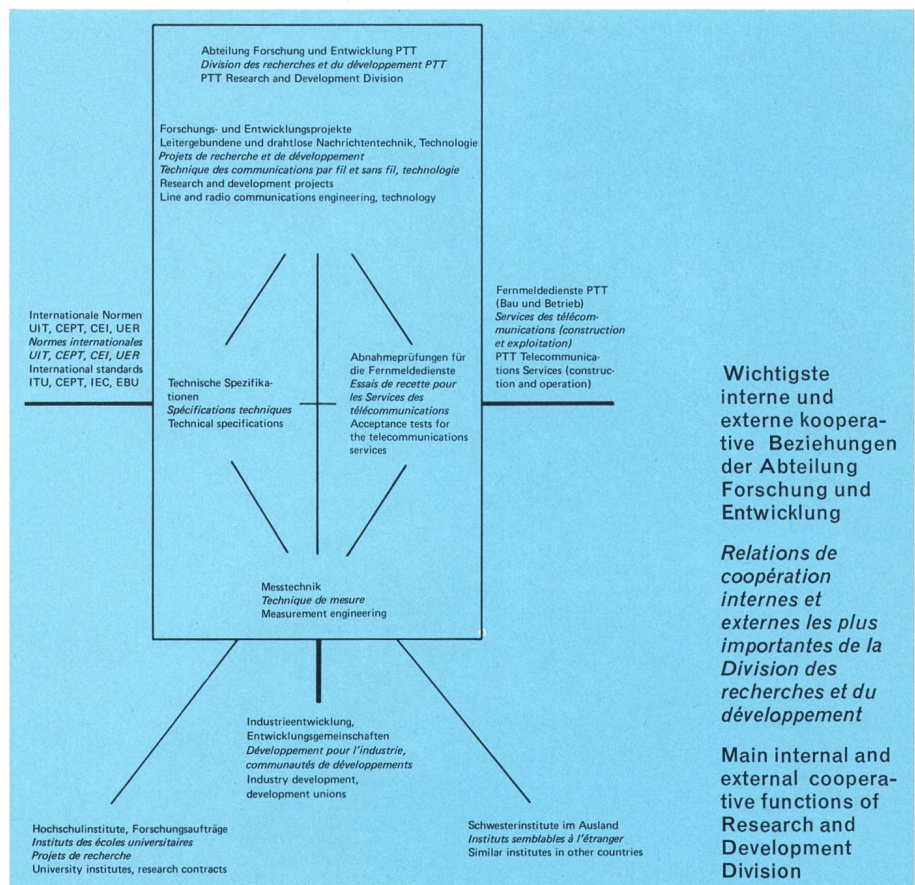 Abteilung Forschung und Entwicklung PTT
Division des recherches et du développement PTT
PTT Research and Development Division
Forschungs- und Entwicklungsprojekte
Leitergebundene und drahtlose Nachrichtentechnik, Technologie
Projets de recherche et de développement
Technique des communications par fil et sans fil, technologie
Research and development projects
Line and radio communications engineering, technology
Internationale Normen
UIT, CEPT, CEI, UER
Normes internationales
UIT, CEPT, CEI, UER
International standards
ITU, CEPT, IEC, EBU
Technische Spezifika-
tionen
Spécifications techniques
Technical specifications
Abnahmeprüfungen für
die Fernmeldedienste
Essais de recette pour
les Services des
télécommunications
Acceptance tests for
the telecommunications
services
Fernmeldedienste PTT
(Bau und Betrieb)
Services des télécom-
munications (construction
et exploitation)
PTT Telecommunica-
tions Services (construc-
tion and operation)
Messtechnik
Technique de mesure
Measurement engineering
Industrieentwicklung,
Entwicklungsgemeinschaften
Développement pour l'industrie,
communautés de développements
Industry development,
development unions
Hochschulinstitute, Forschungsaufträge
Instituts des écoles universitaires
Projets de recherche
University institutes, research contracts
Schwesterinstitute im Ausland
Instituts semblables à l'étranger
Similar institutes in other countries
Wichtigste
interne und
externe koopera-
tive Beziehungen
der Abteilung
Forschung und
Entwicklung
Relations de
coopération
internes et
externes les plus
importantes de la
Division des
recherches et du
développement
Main internal and
external coopera-
tive functions of
Research and
Development
Division